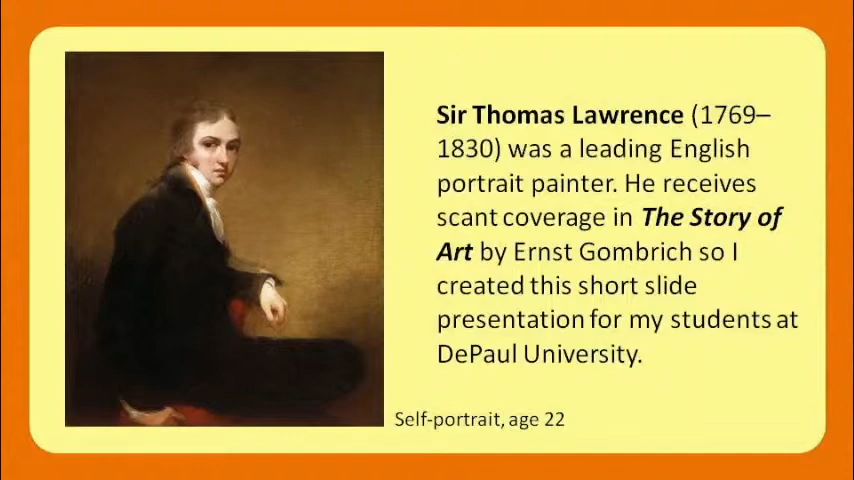 Sir Thomas Lawrence (1769–
1830) was a leading English
portrait painter. He receives
scant coverage in The Story of
Art by Ernst Gombrich so I
created this short slide
presentation for my students at
DePaul University.
Self-portrait, age 22